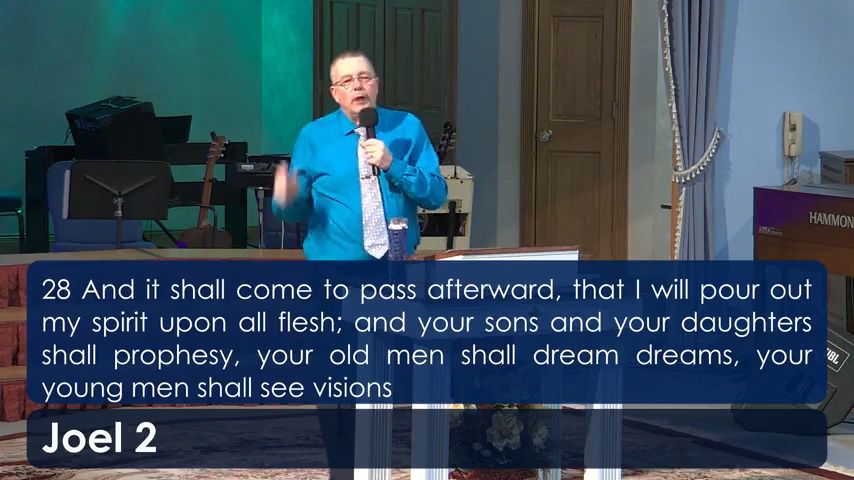 HAMMON
28 And it shall come to pass afterward, that I will pour out
my spirit upon all flesh; and your sons and your daughters
shall prophesy, your old men shall dream dreams, your
young men shall see visions
JBL
Joel 2